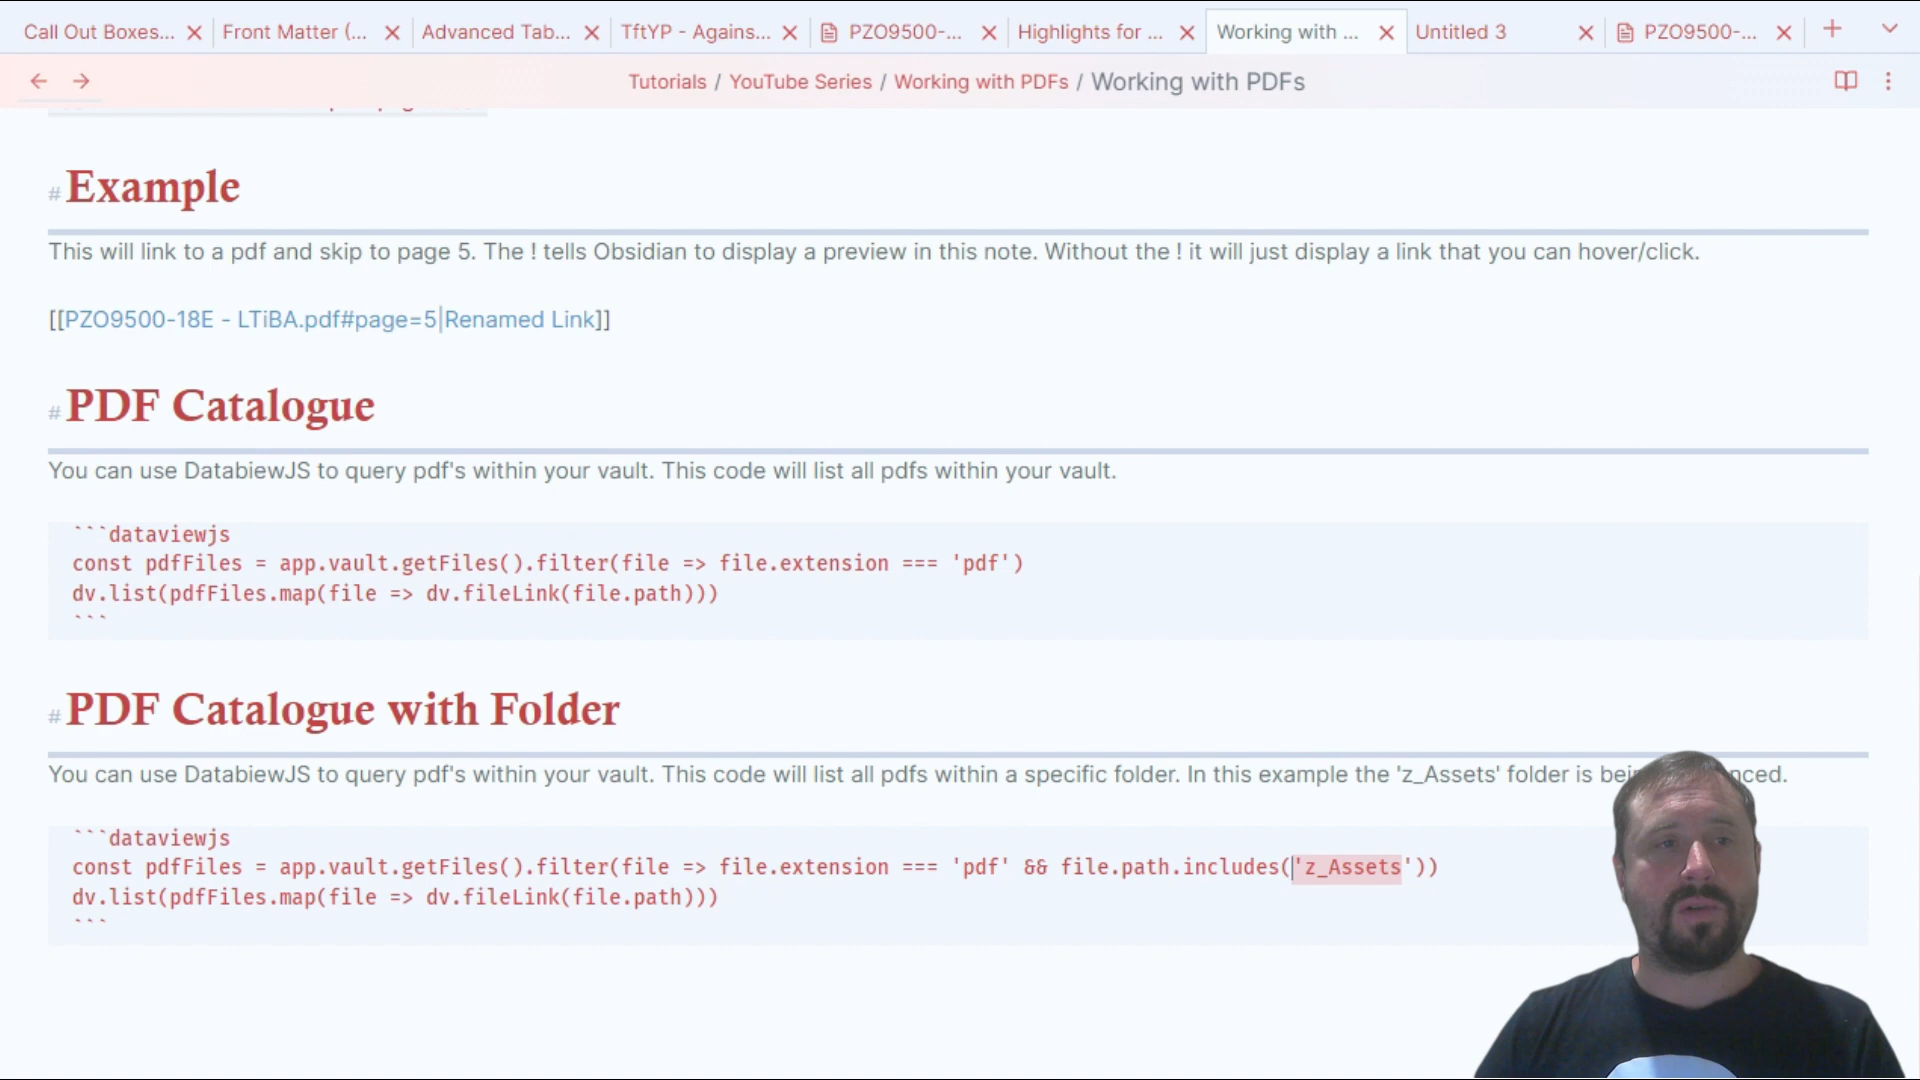 Call Out Boxes...
Front Matter (...
Advanced Tab...
TftYP - Agains...
PZO9500-...
Highlights for ...
Working with ...
Untitled 3
PZO9500-...
Tutorials / YouTube Series / Working with PDFs / Working with PDFs
# Example
This will link to a pdf and skip to page 5. The ! tells Obsidian to display a preview in this note. Without the ! it will just display a link that you can hover/click.
[[PZO9500-18E - LTiBA.pdf#page=5|Renamed Link]]
# PDF Catalogue
You can use DatabiewJS to query pdf's within your vault. This code will list all pdfs within your vault.
```dataviewjs
const pdfFiles = app.vault.getFiles().filter(file => file.extension === 'pdf')
dv.list(pdfFiles.map(file => dv.fileLink(file.path)))
```
# PDF Catalogue with Folder
You can use DatabiewJS to query pdf's within your vault. This code will list all pdfs within a specific folder. In this example the 'z_Assets' folder is
```dataviewjs
const pdfFiles = app.vault.getFiles().filter(file => file.extension === 'pdf' && file.path.includes('z_Assets'))
dv.list(pdfFiles.map(file => dv.fileLink(file.path)))
```